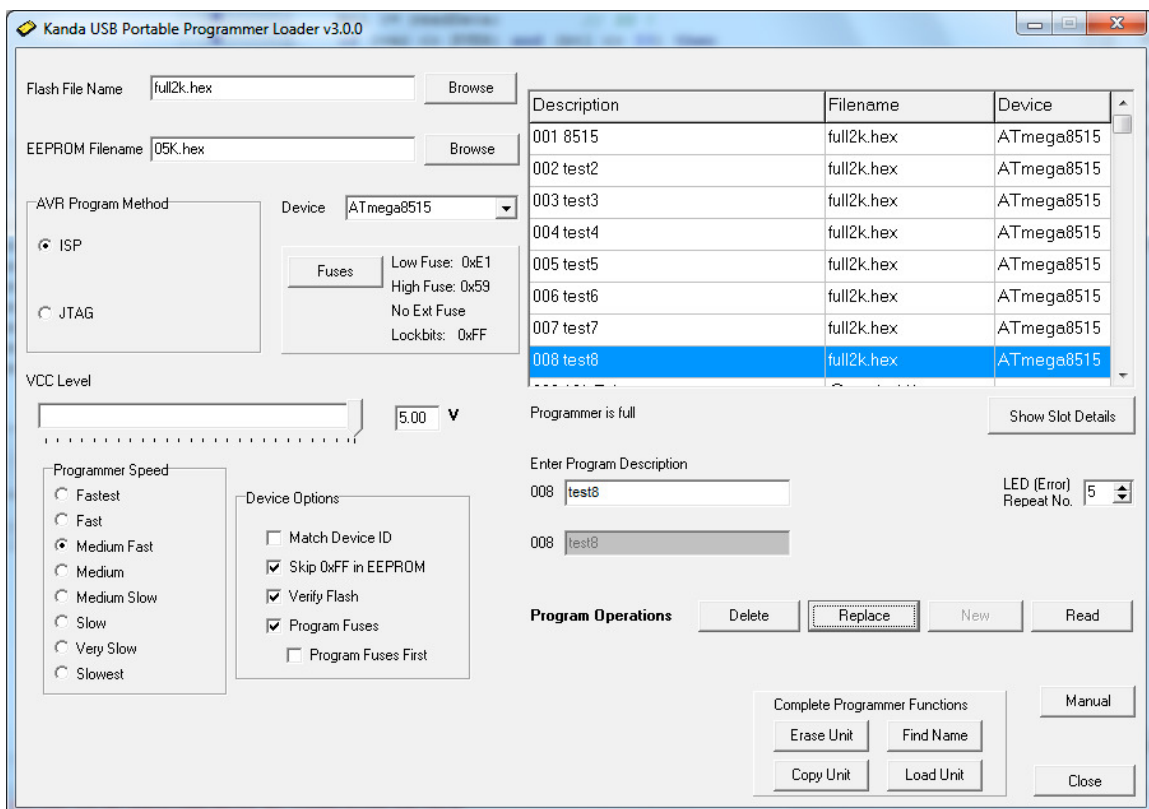 Kanda USB Portable Programmer Loader v3.0.0
Flash File Name full2k.hex Browse
EEPROM Filename 05K.hex Browse
AVR Program Method
ISP
JTAG
Device ATmega8515
Fuses
Low Fuse: 0xE1
High Fuse: 0x59
No Ext Fuse
Lockbits: 0xFF
VCC Level
5.00 V
Programmer Speed
Fastest
Fast
Medium Fast
Medium
Medium Slow
Slow
Very Slow
Slowest
Device Options
Match Device ID
Skip 0xFF in EEPROM
Verify Flash
Program Fuses
Program Fuses First
Description Filename Device
001 8515 full2k.hex ATmega8515
002 test2 full2k.hex ATmega8515
003 test3 full2k.hex ATmega8515
004 test4 full2k.hex ATmega8515
005 test5 full2k.hex ATmega8515
006 test6 full2k.hex ATmega8515
007 test7 full2k.hex ATmega8515
008 test8 full2k.hex ATmega8515
Programmer is full
Show Slot Details
Enter Program Description
008 test8
LED (Error)
Repeat No. 5
008 test8
Program Operations Delete Replace New Read
Complete Programmer Functions
Erase Unit Find Name
Copy Unit Load Unit
Manual
Close